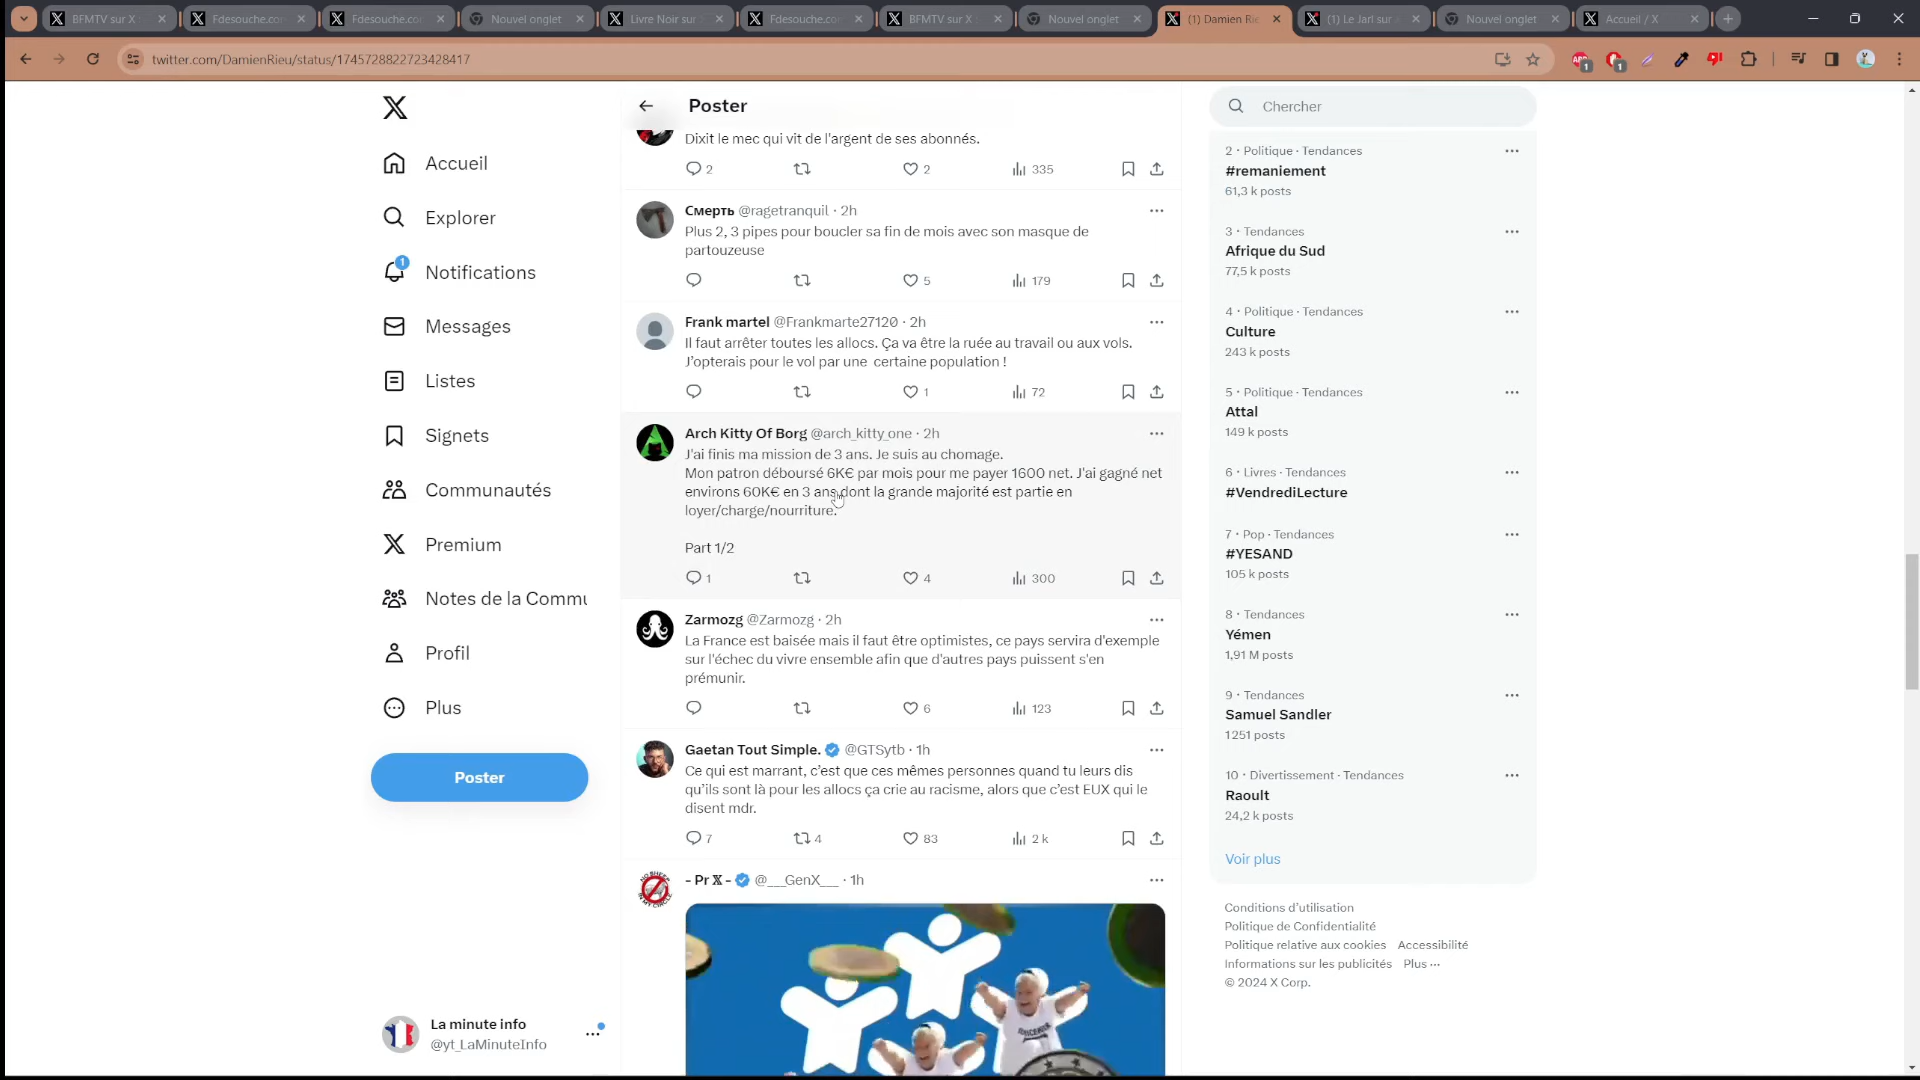 BFMTV sur X
Fdesouche.co
Fdesouche.co
Nouvel onglet
Livre Noir sur
Fdesouche.co
BFMTV sur X
Nouvel onglet
(1) Damien Rie
(1) Le Jarl sur
Nouvel onglet
Accueil / X
twitter.com/DamienRieu/status/1745728822723428417
Accueil
Explorer
1
Notifications
Messages
Listes
Signets
Communautés
Premium
Notes de la Commu
Profil
Plus
Poster
La minute info
@yt_LaMinuteInfo
Poster
Dixit le mec qui vit de l'argent de ses abonnés.
2 2 335
Смерть @ragetranquil · 2h
Plus 2, 3 pipes pour boucler sa fin de mois avec son masque de
partouzeuse
5 179
Frank martel @Frankmarte27120 · 2h
Il faut arrêter toutes les allocs. Ça va être la ruée au travail ou aux vols.
J'opterais pour le vol par une certaine population !
1 72
Arch Kitty Of Borg @arch_kitty_one · 2h
J'ai finis ma mission de 3 ans. Je suis au chomage.
Mon patron déboursé 6K€ par mois pour me payer 1600 net. J'ai gagné net
environs 60K€ en 3 ans dont la grande majorité est partie en
loyer/charge/nourriture.
Part 1/2
1 4 300
Zarmozg @Zarmozg · 2h
La France est baisée mais il faut être optimistes, ce pays servira d'exemple
sur l'échec du vivre ensemble afin que d'autres pays puissent s'en
prémunir.
6 123
Gaetan Tout Simple. @GTSytb · 1h
Ce qui est marrant, c'est que ces mêmes personnes quand tu leurs dis
qu'ils sont là pour les allocs ça crie au racisme, alors que c'est EUX qui le
disent mdr.
7 4 83 2 k
- Pr 𝕏 - @___GenX___ · 1h
Chercher
2 · Politique · Tendances
#remaniement
61,3 k posts
3 · Tendances
Afrique du Sud
77,5 k posts
4 · Politique · Tendances
Culture
243 k posts
5 · Politique · Tendances
Attal
149 k posts
6 · Livres · Tendances
#VendrediLecture
7 · Pop · Tendances
#YESAND
105 k posts
8 · Tendances
Yémen
1,91 M posts
9 · Tendances
Samuel Sandler
1 251 posts
10 · Divertissement · Tendances
Raoult
24,2 k posts
Voir plus
Conditions d'utilisation
Politique de Confidentialité
Politique relative aux cookies Accessibilité
Informations sur les publicités Plus ···
© 2024 X Corp.